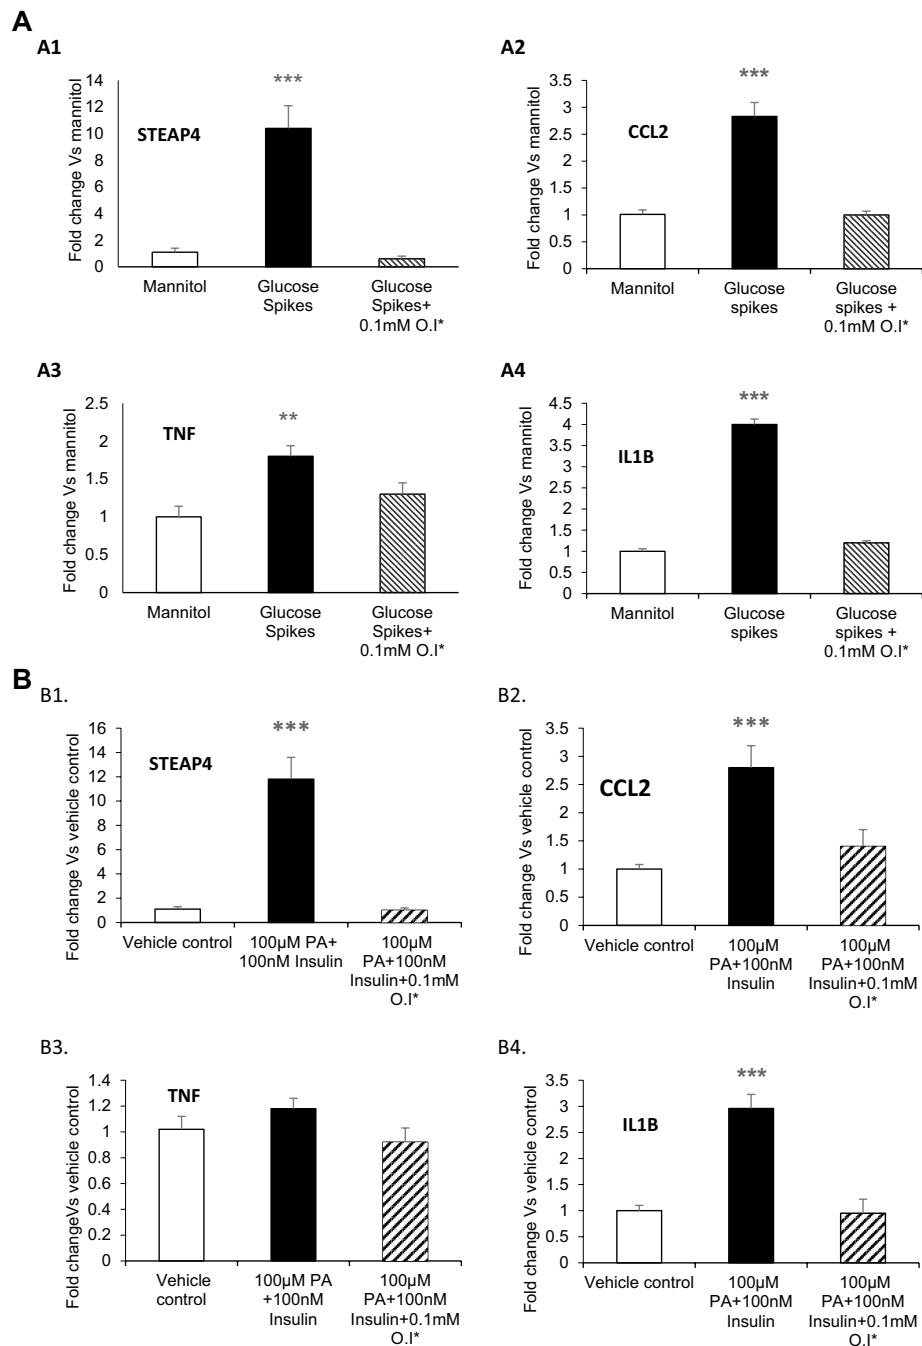 A
A1
Fold change Vs mannitol
14
12
10
8
6
4
2
0
STEAP4
***
Mannitol
Glucose
Spikes
Glucose
Spikes+
0.1mM O.I*
A2
Fold change Vs mannitol
3.5
3
2.5
2
1.5
1
0.5
0
CCL2
***
Mannitol
Glucose
spikes
Glucose
spikes +
0.1mM O.I*
A3
Fold change Vs mannitol
2.5
2
1.5
1
0.5
0
TNF
**
Mannitol
Glucose
Spikes
Glucose
Spikes+
0.1mM O.I*
A4
Fold change Vs mannitol
4.5
4
3.5
3
2.5
2
1.5
1
0.5
0
IL1B
***
Mannitol
Glucose
spikes
Glucose
spikes +
0.1mM O.I*
B
B1.
Fold change Vs vehicle control
16
14
12
10
8
6
4
2
0
STEAP4
***
Vehicle control
100µM PA+
100nM Insulin
100µM
PA+100nM
Insulin+0.1mM
O.I*
B2.
Fold change Vs vehicle control
3.5
3
2.5
2
1.5
1
0.5
0
CCL2
***
Vehicle control
100µM
PA+100nM
Insulin
100µM
PA+100nM
Insulin+0.1mM
O.I*
B3.
Fold changeVs vehicle control
1.4
1.2
1
0.8
0.6
0.4
0.2
0
TNF
Vehicle
control
100µM PA
+100nM
Insulin
100µM
PA+100nM
Insulin+0.1mM
O.I*
B4.
Fold change Vs vehicle control
3.5
3
2.5
2
1.5
1
0.5
0
IL1B
***
Vehicle control
100µM
PA+100nM
Insulin
100µM
PA+100nM
Insulin+0.1mM
O.I*